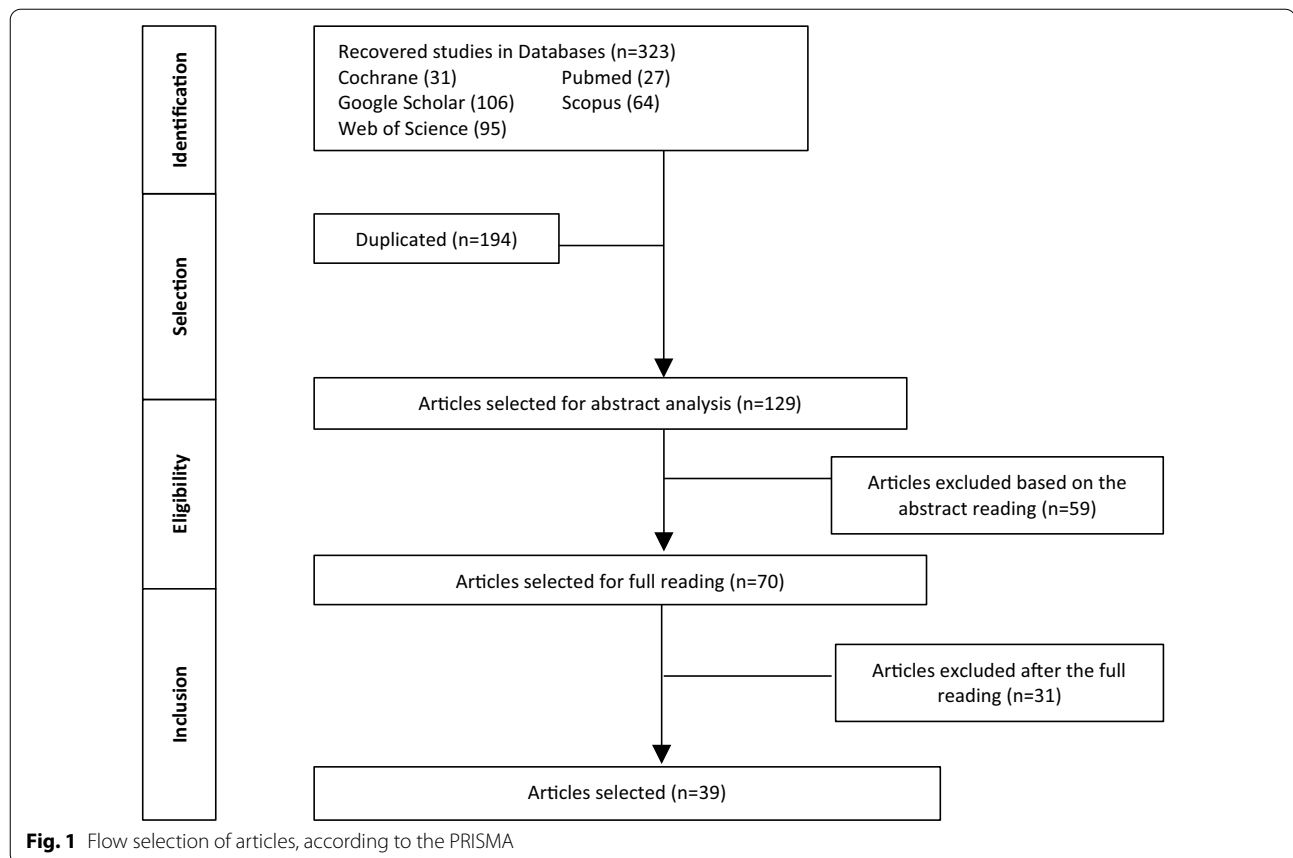 Identification
Recovered studies in Databases (n=323)
Cochrane (31) Pubmed (27)
Google Scholar (106) Scopus (64)
Web of Science (95)
Selection
Duplicated (n=194)
Articles selected for abstract analysis (n=129)
Eligibility
Articles excluded based on the
abstract reading (n=59)
Articles selected for full reading (n=70)
Inclusion
Articles excluded after the full
reading (n=31)
Articles selected (n=39)
Fig. 1 Flow selection of articles, according to the PRISMA